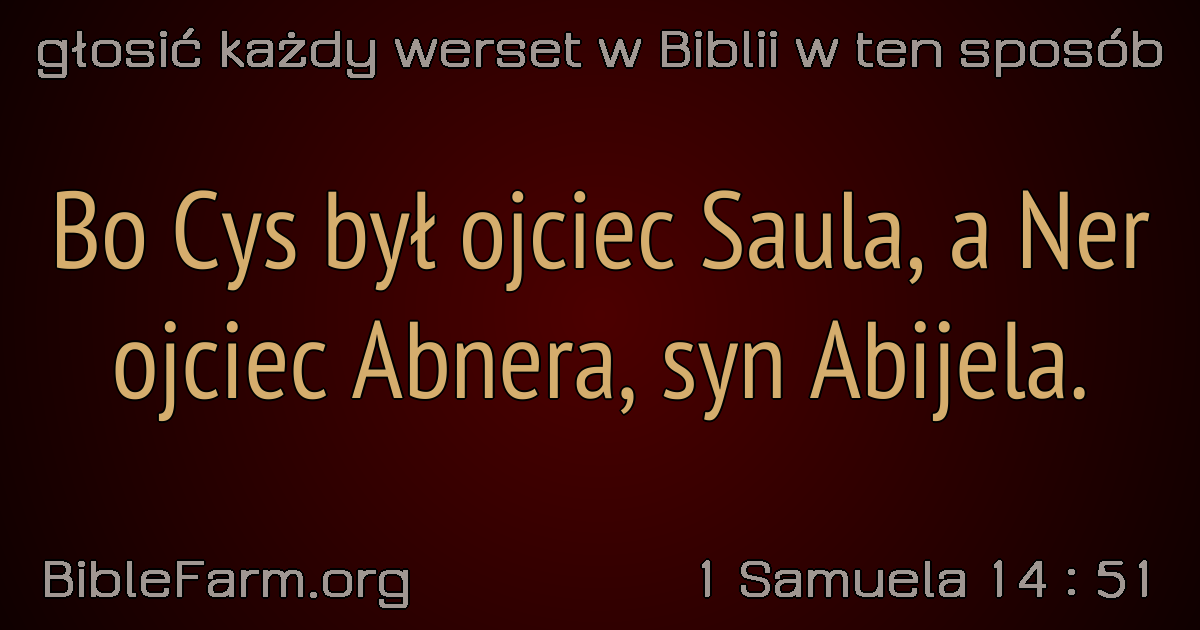 głosić każdy werset w Biblii w ten sposób
Bo Cys był ojciec Saula, a Ner
ojciec Abnera, syn Abijela.
BibleFarm.org
1 Samuela 14 : 51